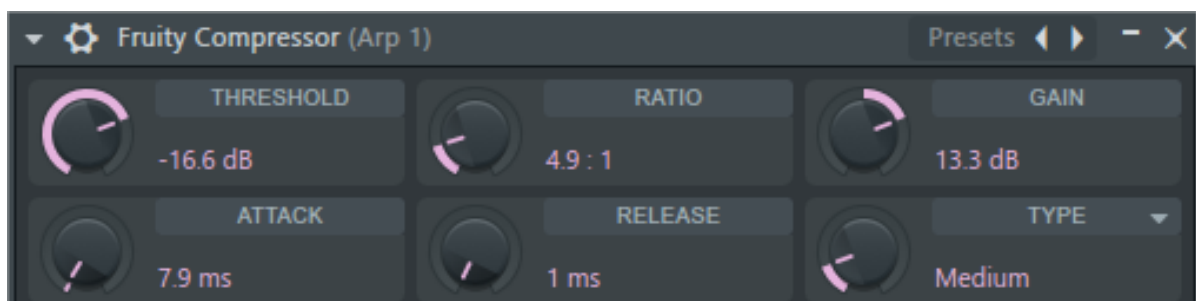 Fruity Compressor (Arp 1) Presets
THRESHOLD RATIO GAIN
-16.6 dB 4.9 : 1 13.3 dB
ATTACK RELEASE TYPE
7.9 ms 1 ms Medium